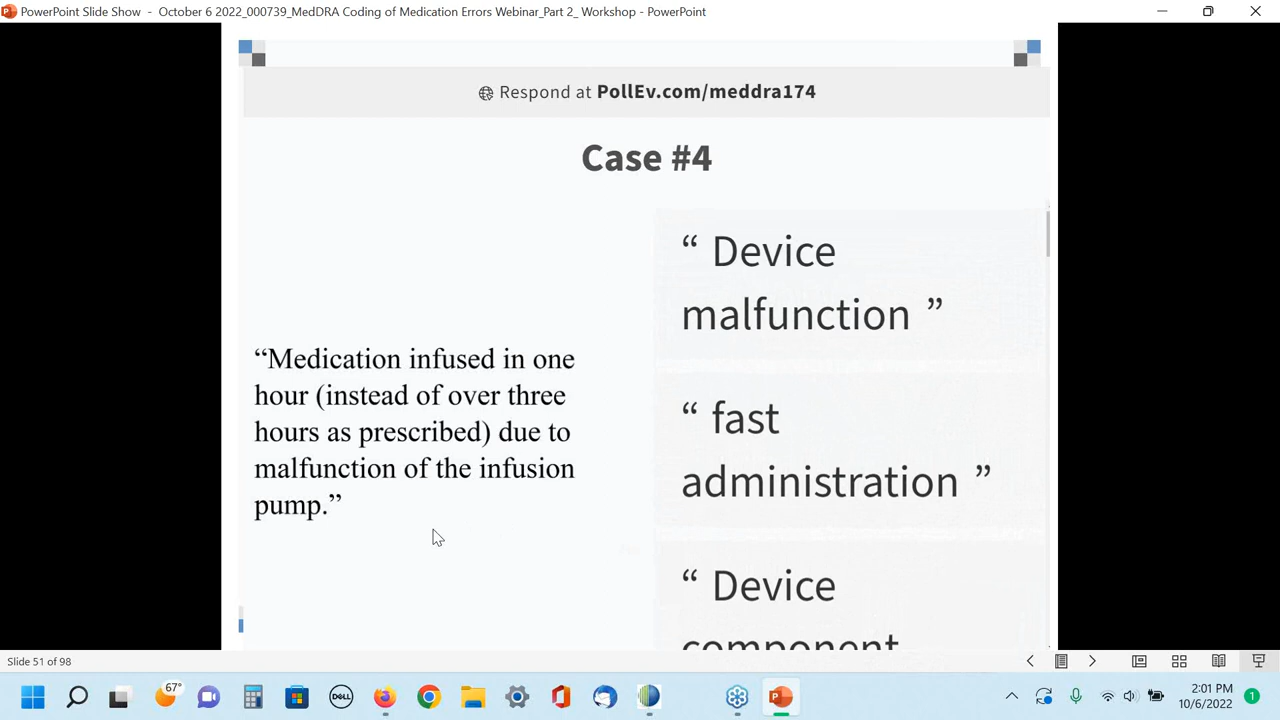 PowerPoint Slide Show - October 6 2022_000739_MedDRA Coding of Medication Errors Webinar_Part 2_ Workshop - PowerPoint
Respond at PollEv.com/meddra174
Case #4
“Medication infused in one
hour (instead of over three
hours as prescribed) due to
malfunction of the infusion
pump.”
“ Device
malfunction ”
“ fast
administration ”
“ Device
component
Slide 51 of 98
67°
DELL
2:01 PM
10/6/2022
1